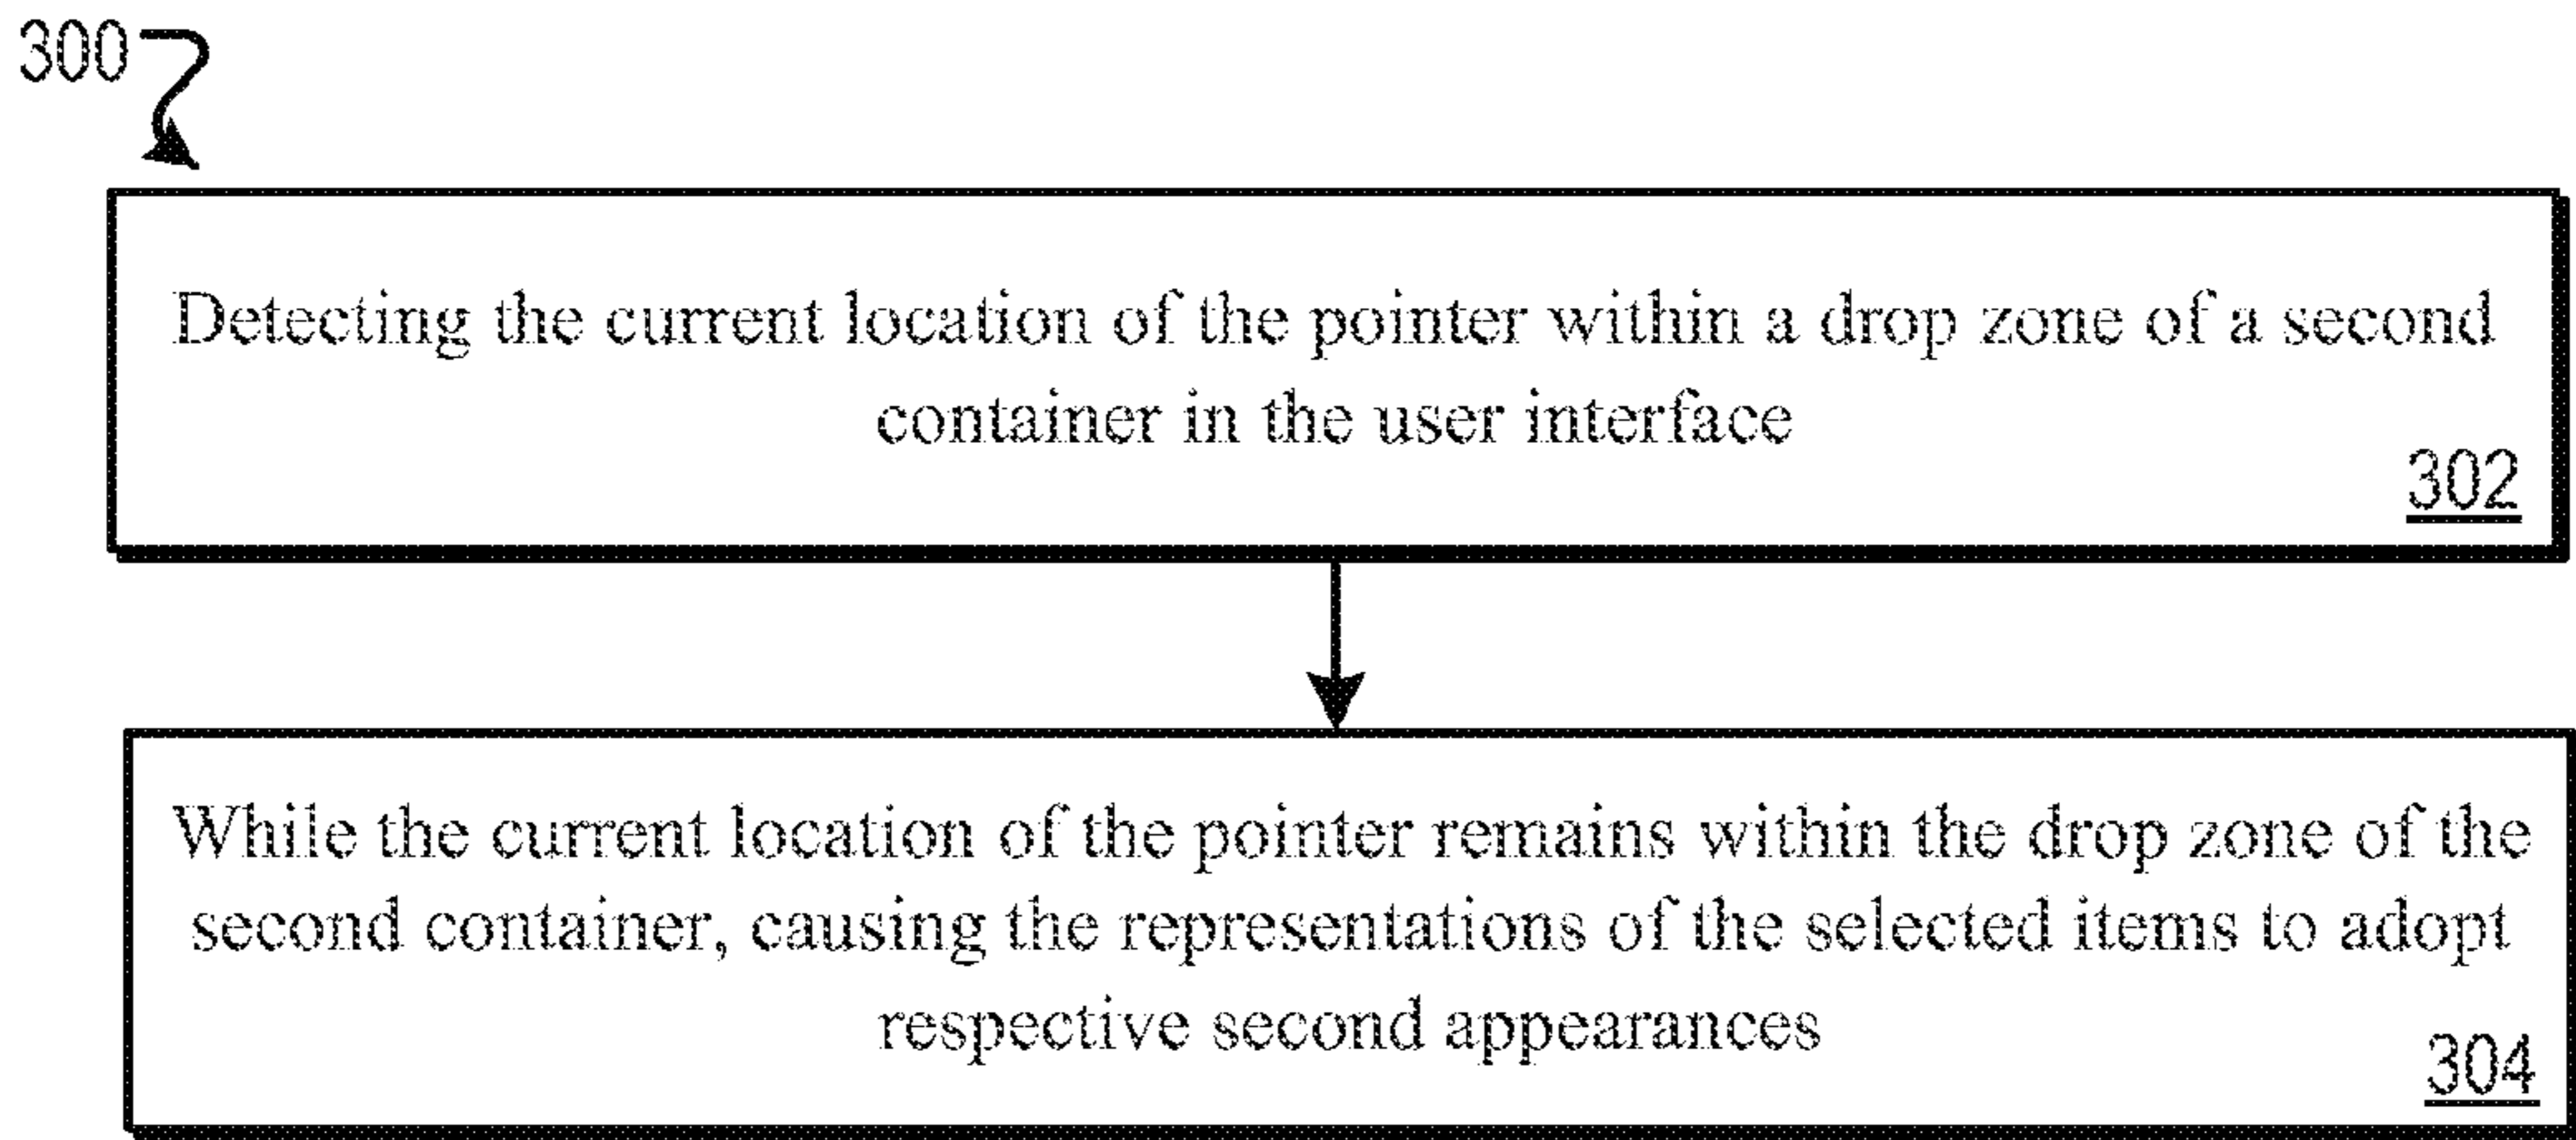 300
Detecting the current location of the pointer within a drop zone of a second
container in the user interface
302
While the current location of the pointer remains within the drop zone of the
second container, causing the representations of the selected items to adopt
respective second appearances
304